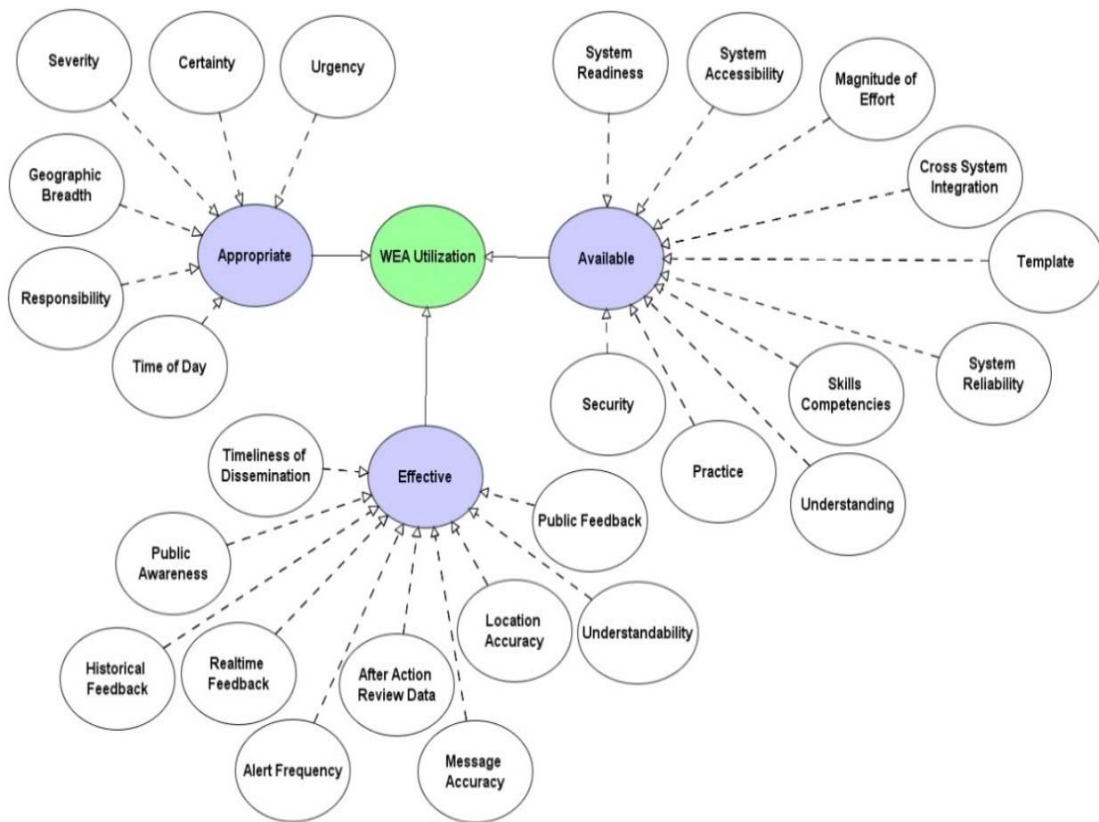 Severity
Certainty
Urgency
System
Readiness
System
Accessibility
Magnitude of
Effort
Geographic
Breadth
Cross System
Integration
Appropriate
WEA Utilization
Available
Template
Responsibility
Time of Day
Security
Skills
Competencies
System
Reliability
Timeliness of
Dissemination
Effective
Practice
Understanding
Public Feedback
Public
Awareness
Location
Accuracy
Understandability
Historical
Feedback
Realtime
Feedback
After Action
Review Data
Alert Frequency
Message
Accuracy